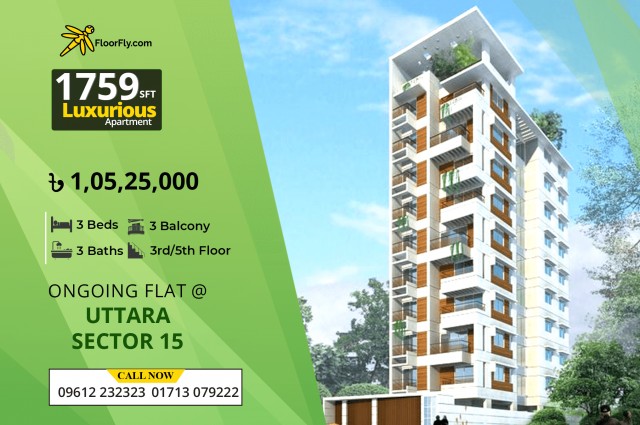 FloorFly.com
1759 SFT
Luxurious
Apartment
৳ 1,05,25,000
3 Beds 3 Balcony
3 Baths 3rd/5th Floor
ONGOING FLAT @
UTTARA
SECTOR 15
CALL NOW
09612 232323 01713 079222